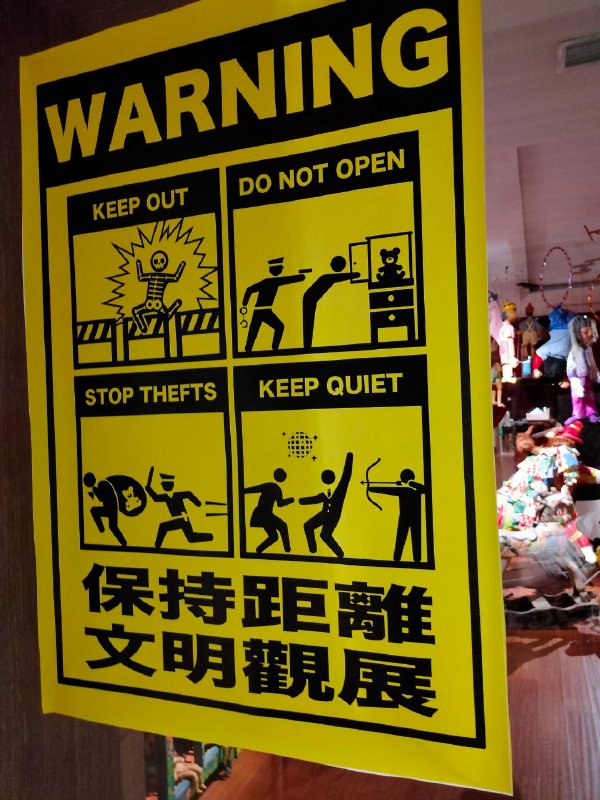 WARNING
KEEP OUT
DO NOT OPEN
STOP THEFTS
KEEP QUIET
保持距離
文明觀展